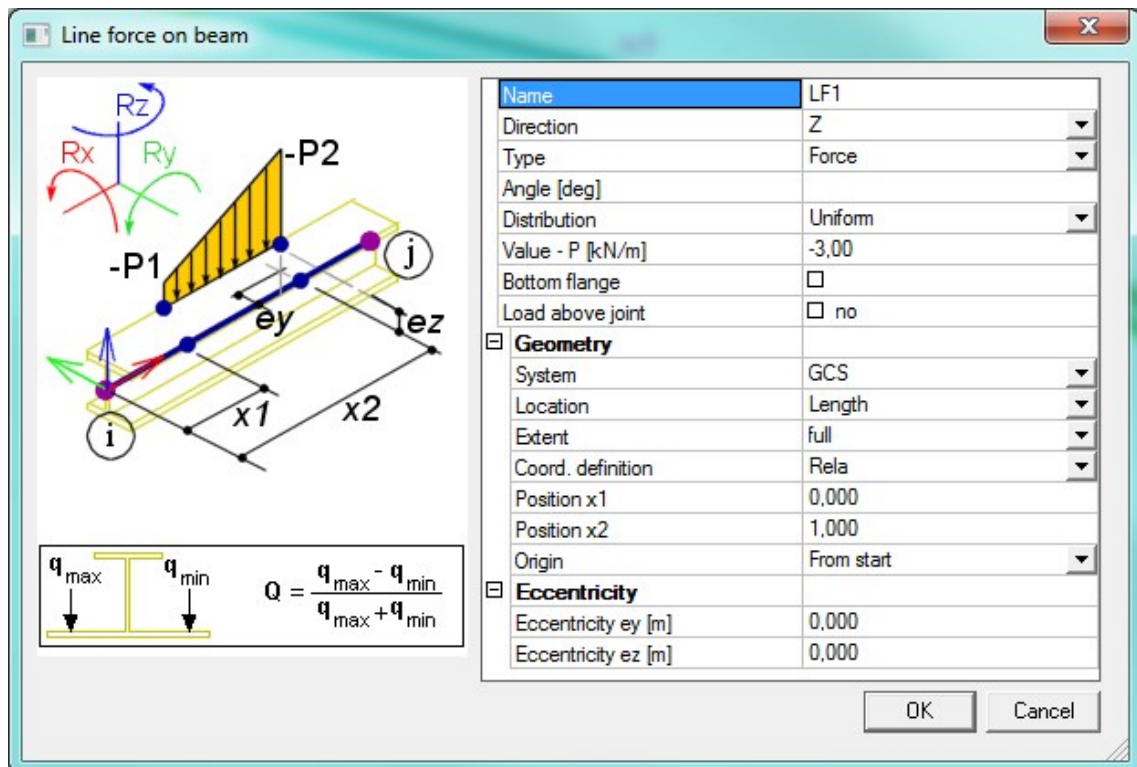 Line force on beam
Rz
Rx
Ry
-P2
-P1
j
ey
ez
x1
x2
i
q max
q min
Q = q max - q min
q max + q min
Name LF1
Direction Z
Type Force
Angle [deg]
Distribution Uniform
Value - P [kN/m] -3,00
Bottom flange
Load above joint no
Geometry
System GCS
Location Length
Extent full
Coord. definition Rela
Position x1 0,000
Position x2 1,000
Origin From start
Eccentricity
Eccentricity ey [m] 0,000
Eccentricity ez [m] 0,000
OK Cancel